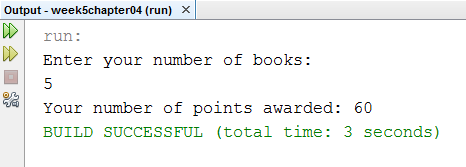 Output - week5chapter04 (run) ×
run:
Enter your number of books:
5
Your number of points awarded: 60
BUILD SUCCESSFUL (total time: 3 seconds)